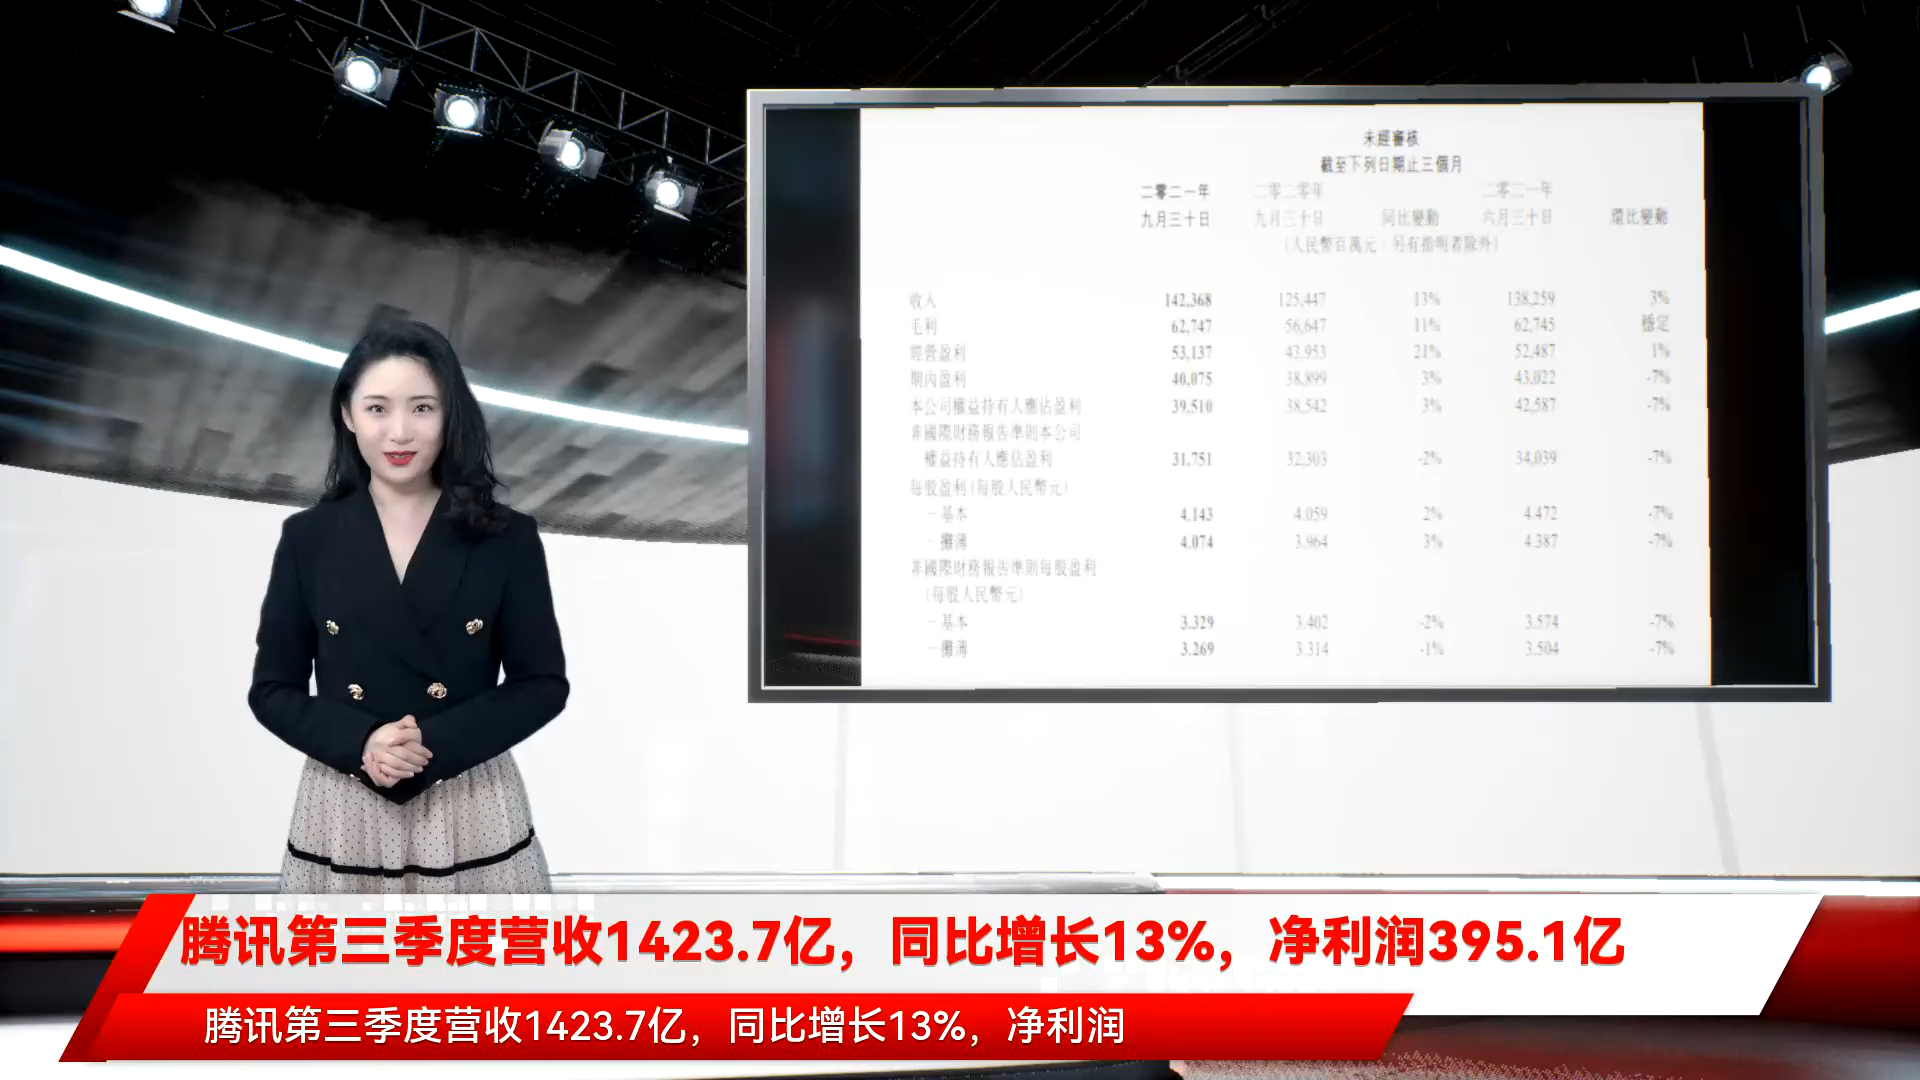 未經審核
截至下列日期止三個月
二零二一年 二零二零年 二零二一年
九月三十日 九月三十日 同比變動 六月三十日 環比變動
(人民幣百萬元，另有指明者除外)
收入 142,368 125,447 13% 138,259 3%
毛利 62,747 56,647 11% 62,745 穩定
經營盈利 53,137 43,953 21% 52,487 1%
期內盈利 40,075 38,899 3% 43,022 -7%
本公司權益持有人應佔盈利 39,510 38,542 3% 42,587 -7%
非國際財務報告準則本公司
權益持有人應佔盈利 31,751 32,303 -2% 34,039 -7%
每股盈利(每股人民幣元)
－基本 4.143 4.059 2% 4.472 -7%
－攤薄 4.074 3.964 3% 4.387 -7%
非國際財務報告準則每股盈利
(每股人民幣元)
－基本 3.329 3.402 -2% 3.574 -7%
－攤薄 3.269 3.314 -1% 3.504 -7%
腾讯第三季度营收1423.7亿，同比增长13%，净利润395.1亿
腾讯第三季度营收1423.7亿，同比增长13%，净利润